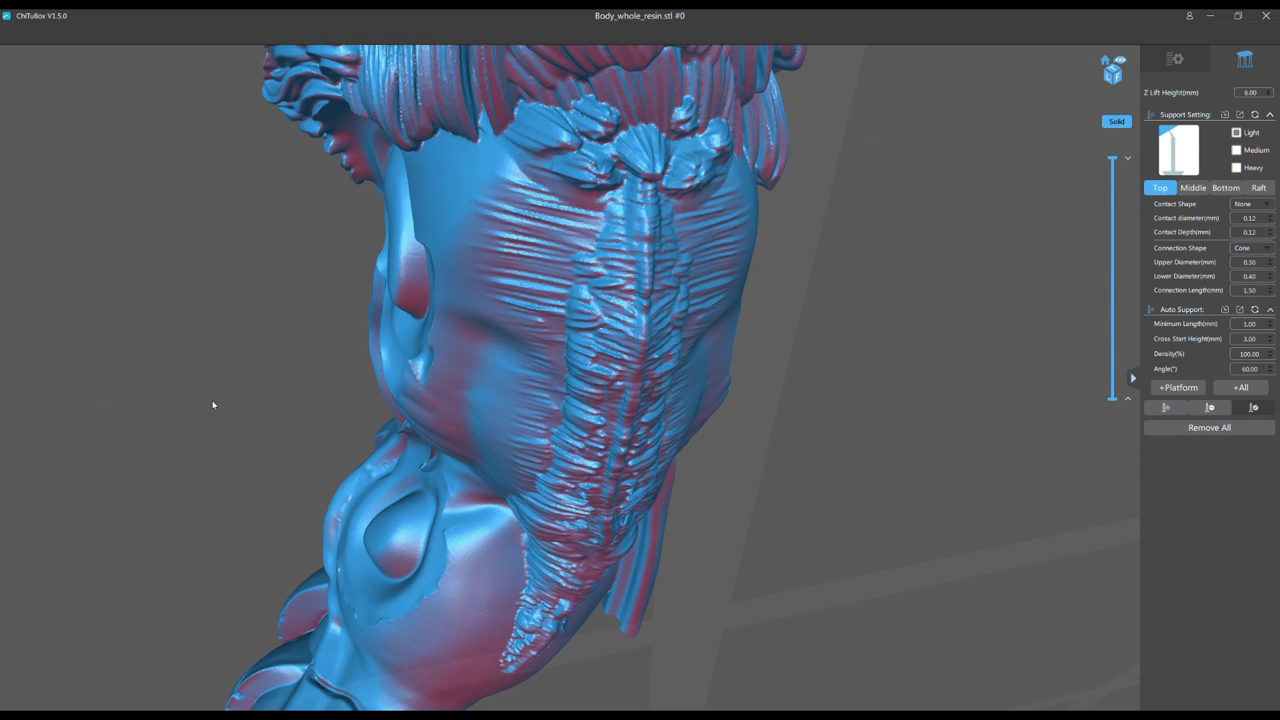 ChiTuBox V1.5.0
Body_whole_resin.stl #0
Z Lift Height(mm) 6.00
Support Setting:
Light
Medium
Heavy
Top Middle Bottom Raft
Contact Shape None
Contact diameter(mm) 0.12
Contact Depth(mm) 0.12
Connection Shape Cone
Upper Diameter(mm) 0.30
Lower Diameter(mm) 0.40
Connection Length(mm) 1.50
Auto Support:
Minimum Length(mm) 1.00
Cross Start Height(mm) 3.00
Density(%) 100.00
Angle(°) 60.00
+Platform +All
Remove All
Solid